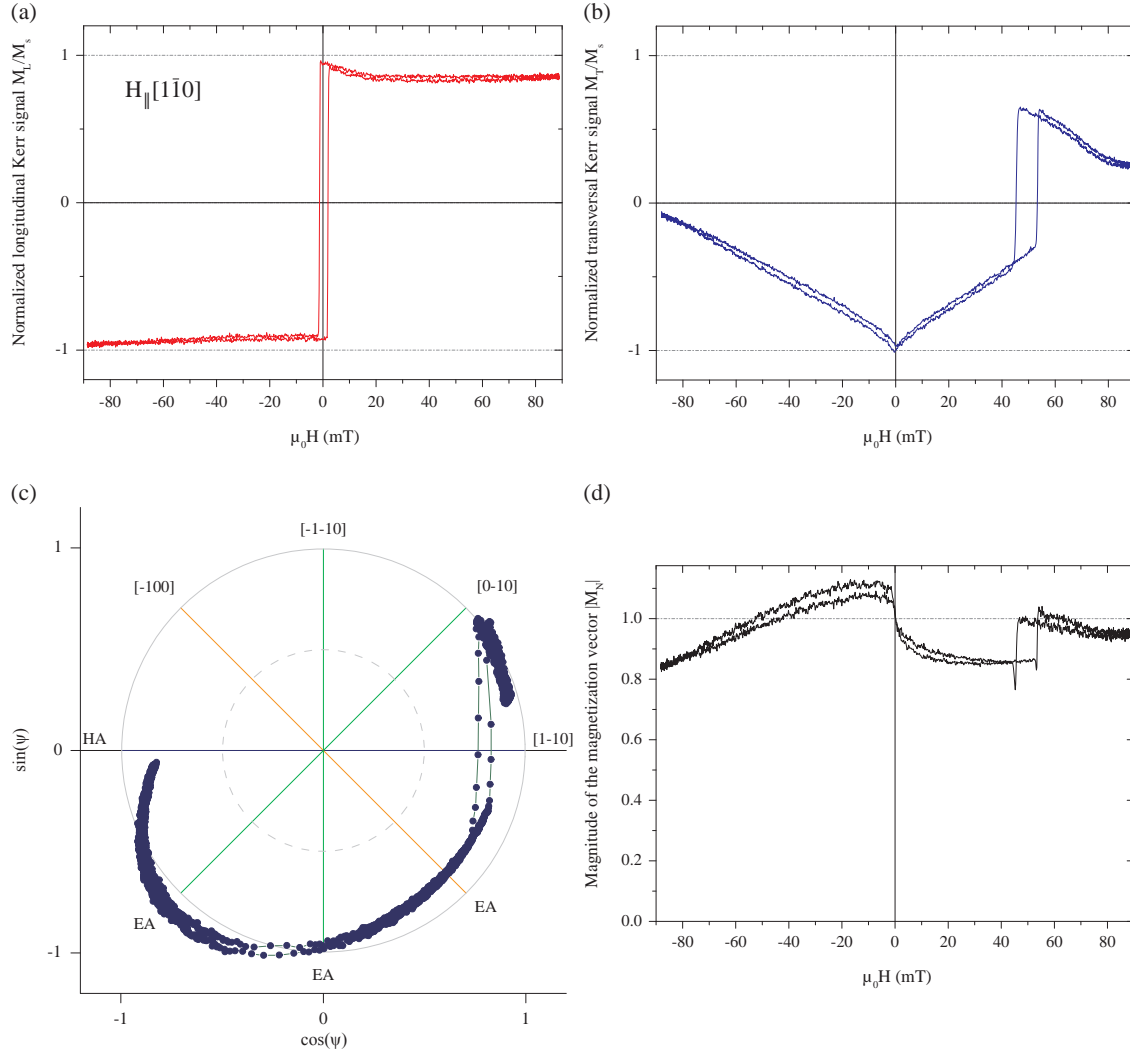 (a)
Normalized longitudinal Kerr signal M_L/M_s
1
0
-1
H_∥[11̄0]
-80 -60 -40 -20 0 20 40 60 80
μ₀H (mT)
(b)
Normalized transversal Kerr signal M_T/M_s
1
0
-1
-80 -60 -40 -20 0 20 40 60 80
μ₀H (mT)
(c)
sin(ψ)
1
0
-1
[-1-10]
[-100]
[0-10]
HA
[1-10]
EA
EA
EA
-1 0 1
cos(ψ)
(d)
Magnitude of the magnetization vector |M_N|
1.0
0.8
0.6
0.4
0.2
0.0
-80 -60 -40 -20 0 20 40 60 80
μ₀H (mT)